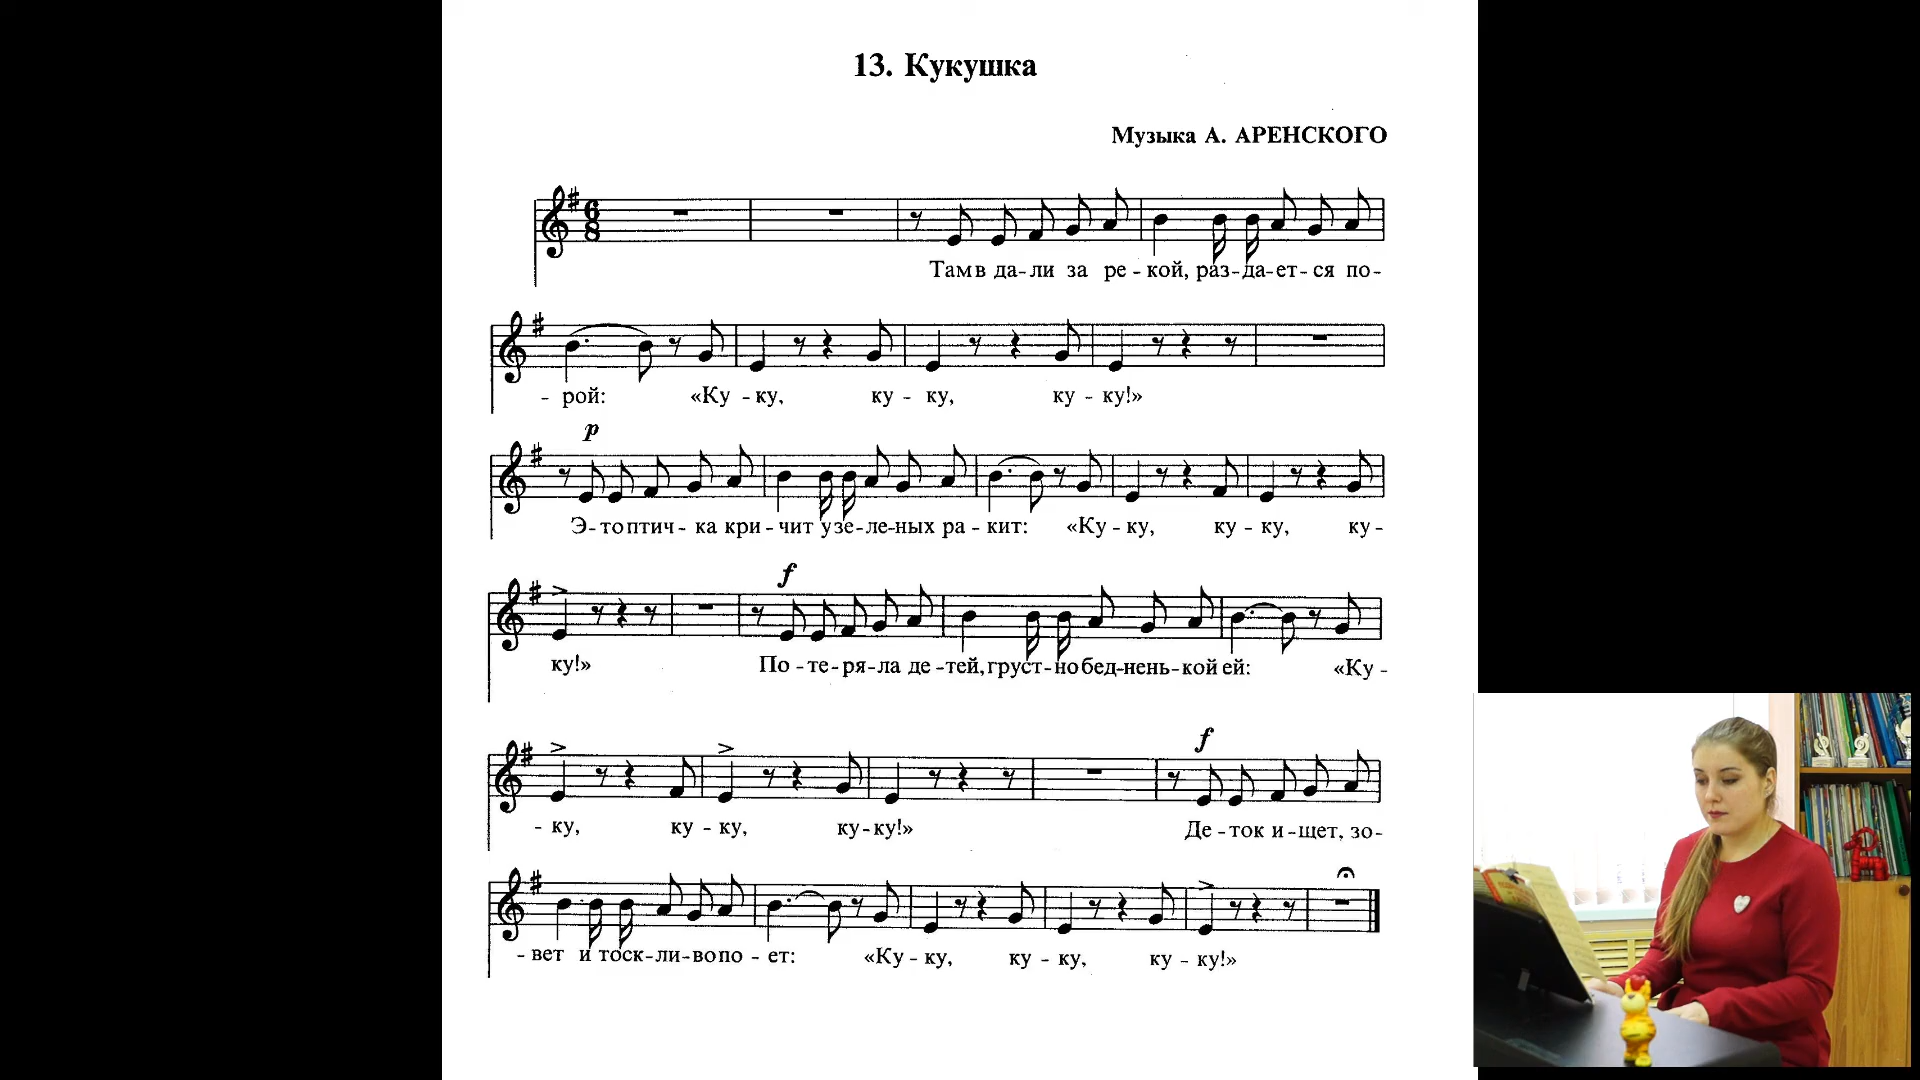 13. Кукушка
Музыка А. АРЕНСКОГО
6
8
Там в да-ли за ре-кой, раз-да-ет-ся по-
-рой: «Ку-ку, ку-ку, ку-ку!»
p
Э-то птич-ка кри-чит у зе-ле-ных ра-кит: «Ку-ку, ку-ку, ку-
f
ку!» По-те-ря-ла де-тей, груст-но бед-нень-кой ей: «Ку-
f
-ку, ку-ку, ку-ку!» Де-ток и-щет, зо-
-вет и тоск-ли-во по-ет: «Ку-ку, ку-ку, ку-ку!»